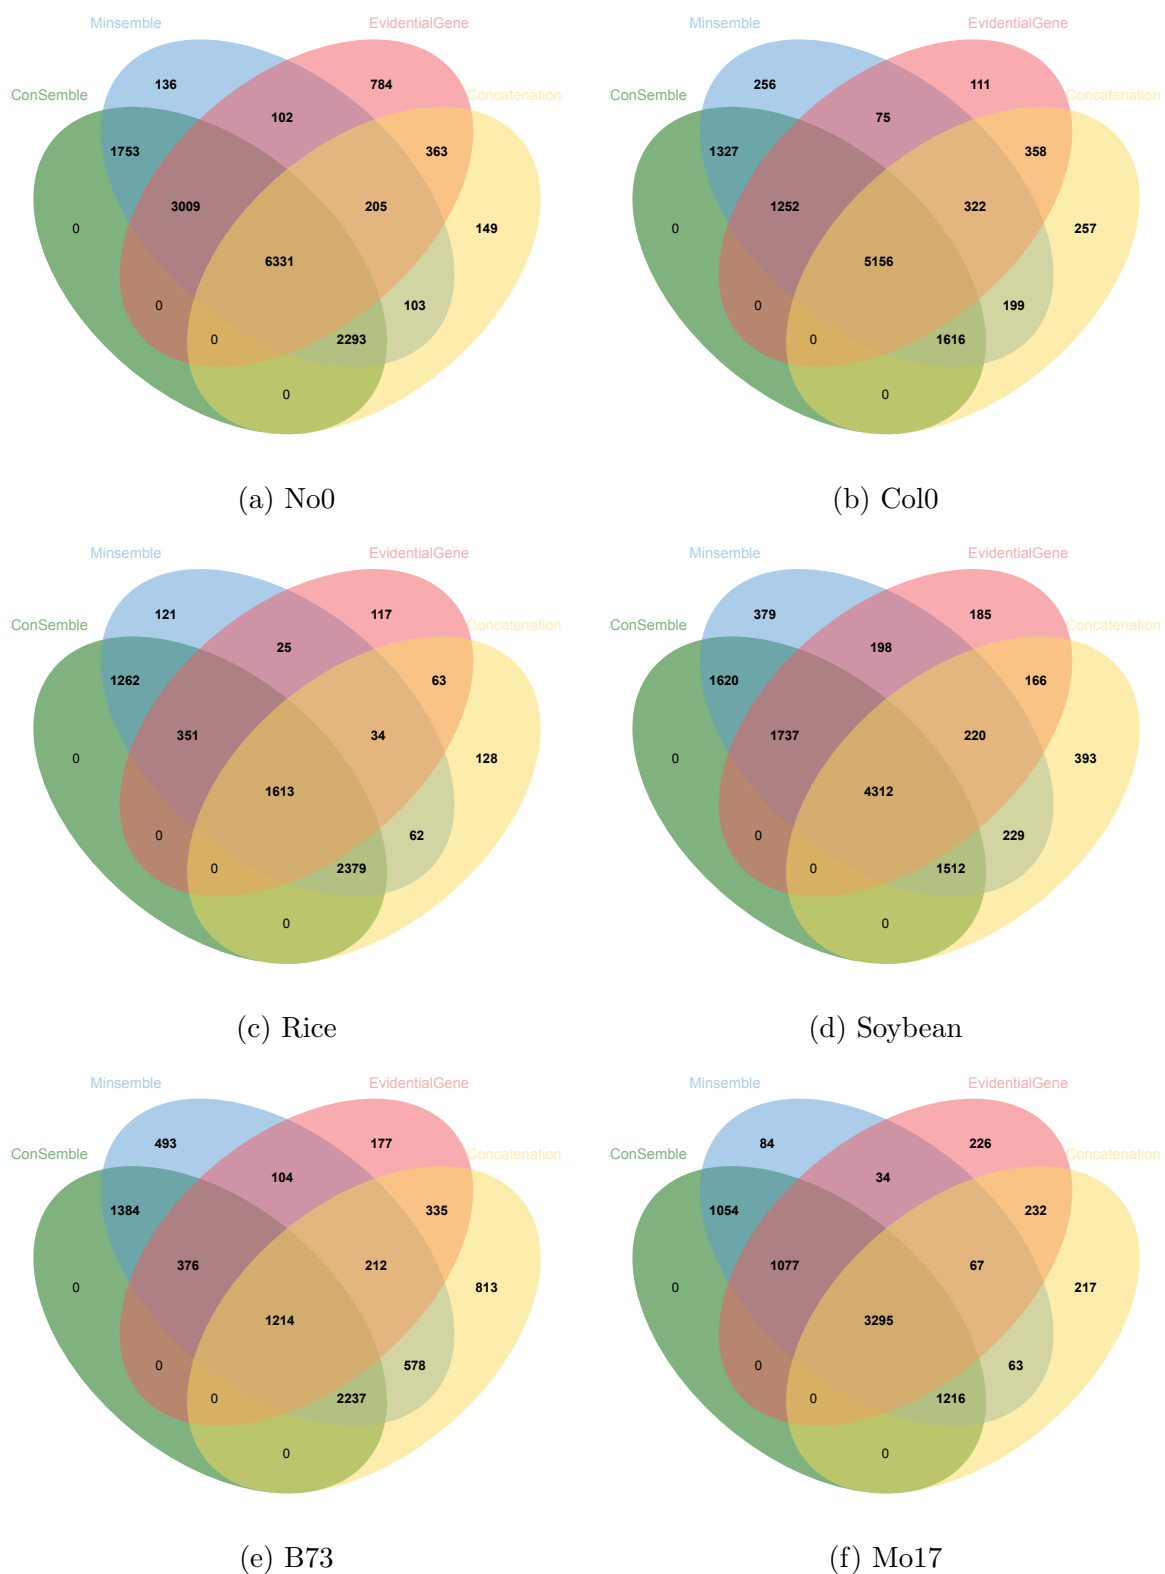 Minsemble EvidentialGene Minsemble EvidentialGene
ConSemble 136 784 Concatenation ConSemble 256 111 Concatenation
102 75
1753 363 1327 358
3009 205 1252 322
0 149 0 257
6331 5156
0 103 0 199
0 2293 0 1616
0 0
(a) No0 (b) Col0
Minsemble EvidentialGene Minsemble EvidentialGene
ConSemble 121 117 Concatenation ConSemble 379 185 Concatenation
25 198
1262 63 1620 166
351 34 1737 220
0 128 0 393
1613 4312
0 62 0 229
0 2379 0 1512
0 0
(c) Rice (d) Soybean
Minsemble EvidentialGene Minsemble EvidentialGene
ConSemble 493 177 Concatenation ConSemble 84 226 Concatenation
104 34
1384 335 1054 232
376 212 1077 67
0 813 0 217
1214 3295
0 578 0 63
0 2237 0 1216
0 0
(e) B73 (f) Mo17